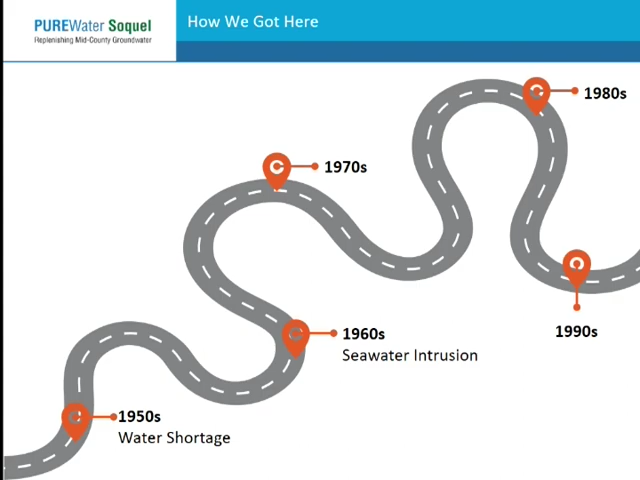 PUREWater Soquel
Replenishing Mid-County Groundwater
How We Got Here
1980s
1970s
1990s
1960s
Seawater Intrusion
1950s
Water Shortage